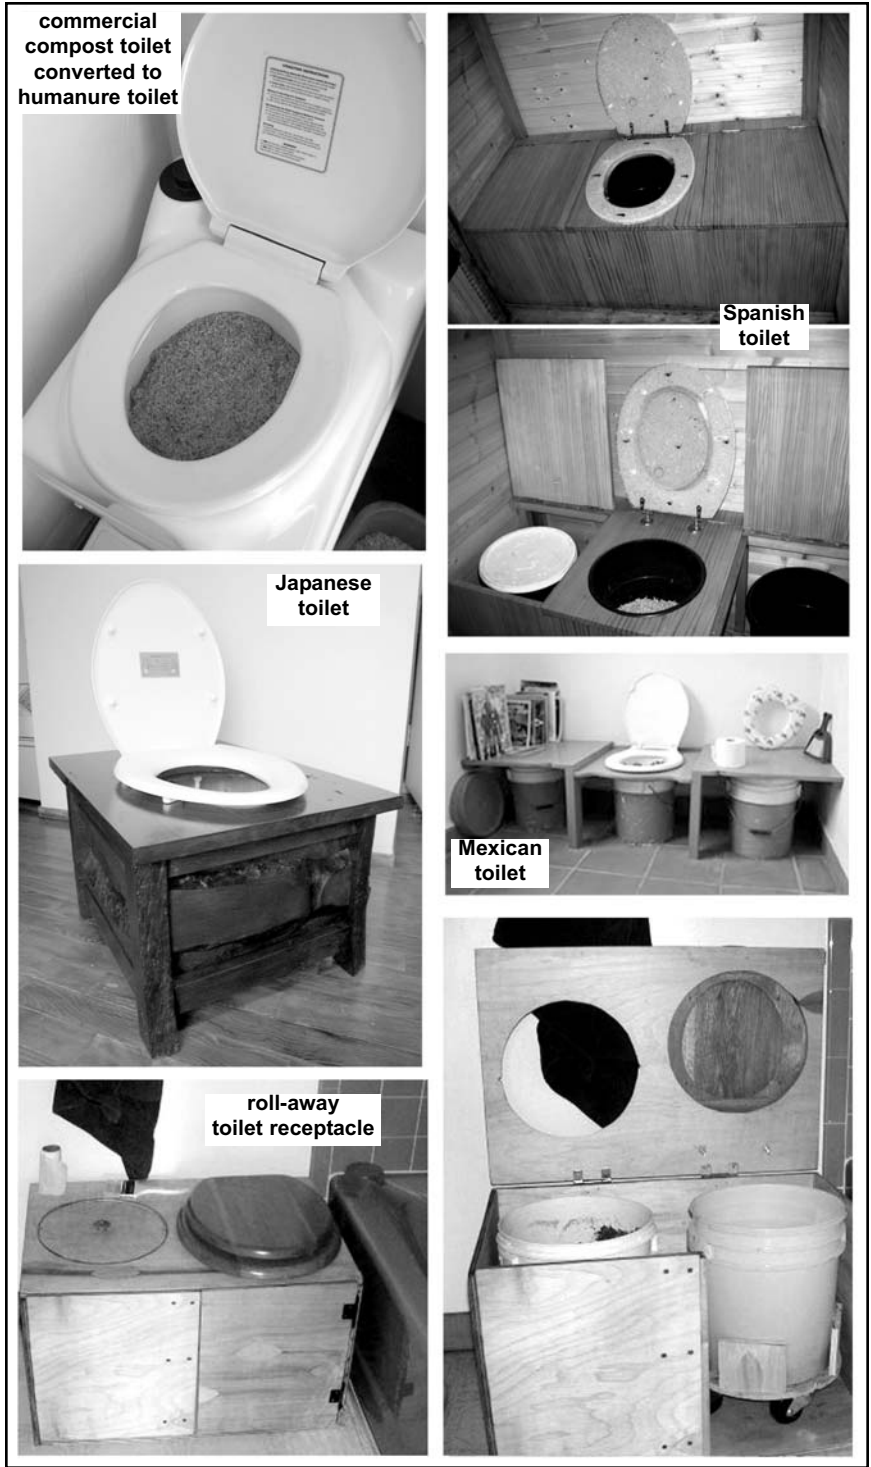 commercial
compost toilet
converted to
humanure toilet
Spanish
toilet
Japanese
toilet
Mexican
toilet
roll-away
toilet receptacle